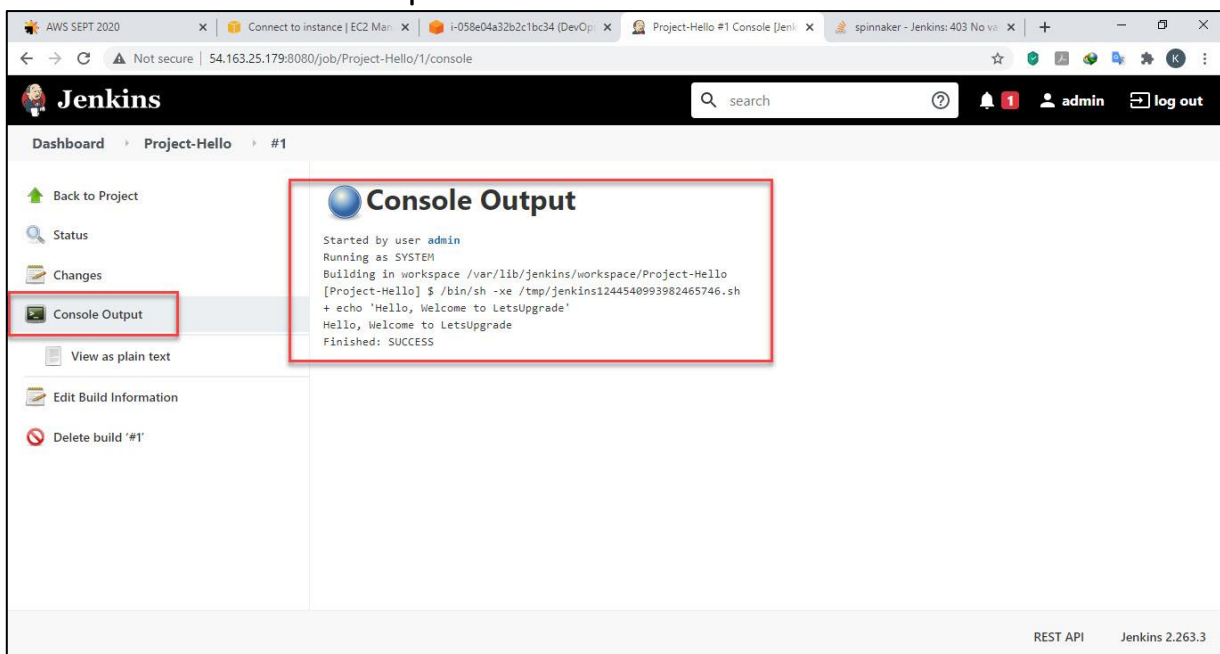 AWS SEPT 2020
Connect to instance | EC2 Man
i-058e04a32b2c1bc34 (DevOp
Project-Hello #1 Console [Jenk
spinnaker - Jenkins: 403 No va
Not secure | 54.163.25.179:8080/job/Project-Hello/1/console
K
Jenkins
search
1
admin
log out
Dashboard
Project-Hello
#1
Back to Project
Status
Changes
Console Output
View as plain text
Edit Build Information
Delete build ‘#1’
Console Output
Started by user admin
Running as SYSTEM
Building in workspace /var/lib/jenkins/workspace/Project-Hello
[Project-Hello] $ /bin/sh -xe /tmp/jenkins1244540993982465746.sh
+ echo 'Hello, Welcome to LetsUpgrade'
Hello, Welcome to LetsUpgrade
Finished: SUCCESS
REST API
Jenkins 2.263.3